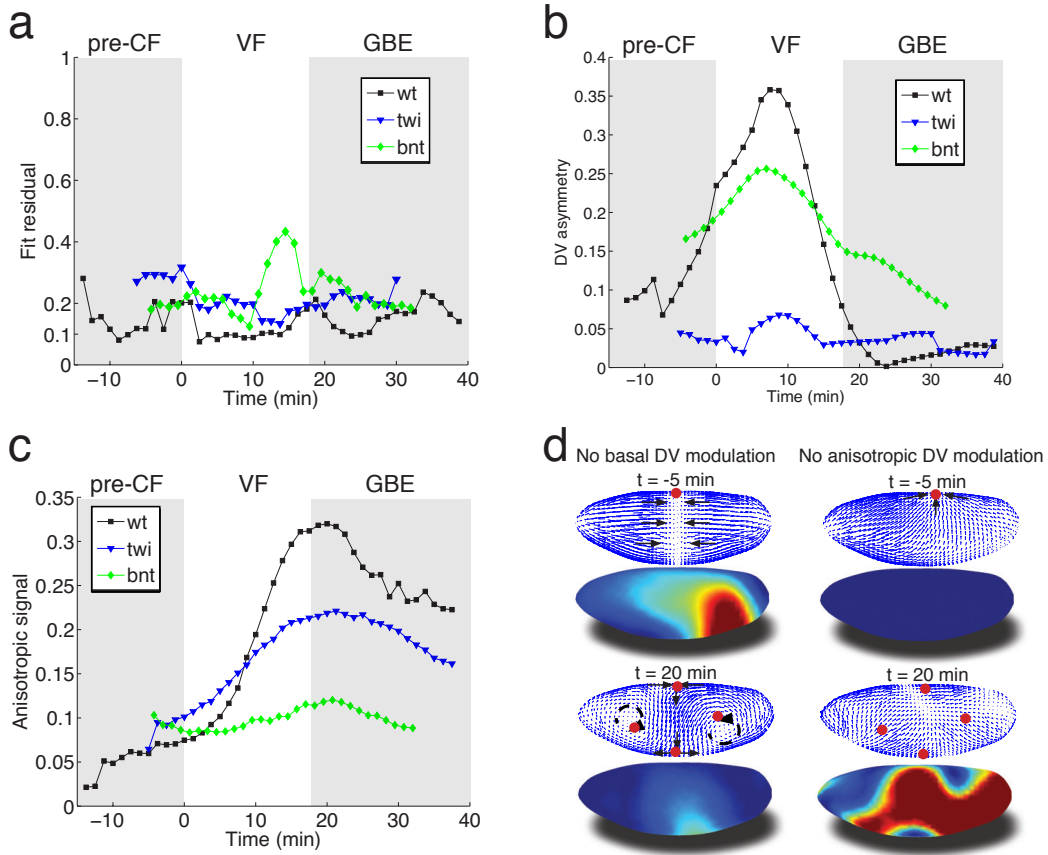 a
pre-CF VF GBE
1
0.8
0.6
0.4
0.2
0.1
0
Fit residual
wt
twi
bnt
−10 0 10 20 30 40
Time (min)
b
pre-CF VF GBE
0.4
0.35
0.3
0.25
0.2
0.15
0.1
0.05
0
DV asymmetry
wt
twi
bnt
−10 0 10 20 30 40
Time (min)
c
pre-CF VF GBE
0.35
0.3
0.25
0.2
0.15
0.1
0.05
0
Anisotropic signal
wt
twi
bnt
−10 0 10 20 30 40
Time (min)
d
No basal DV modulation No anisotropic DV modulation
t = -5 min t = -5 min
t = 20 min t = 20 min